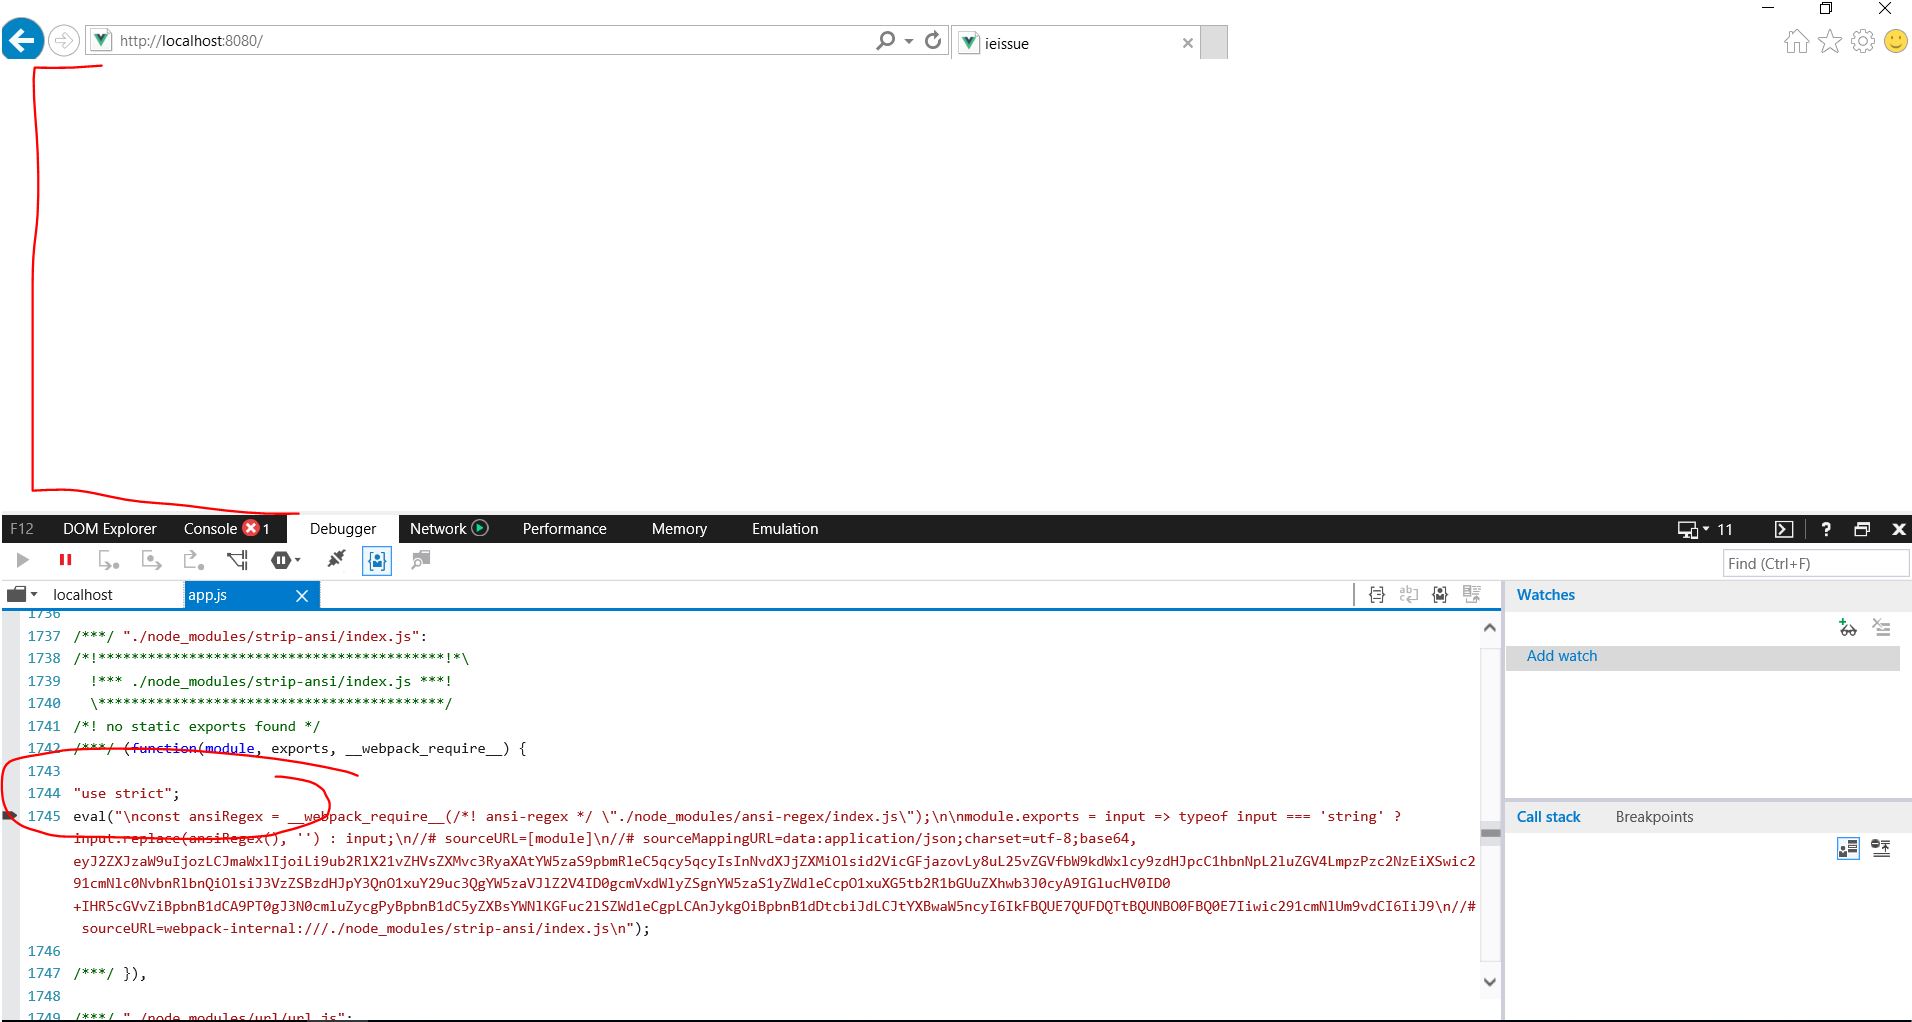 http://localhost:8080/
ieissue
F12 DOM Explorer Console 1 Debugger Network Performance Memory Emulation 11
Find (Ctrl+F)
localhost app.js
Watches
Add watch
Call stack Breakpoints
1736
1737 /***/ "./node_modules/strip-ansi/index.js":
1738 /*!******************************************!*\
1739 !*** ./node_modules/strip-ansi/index.js ***!
1740 \******************************************/
1741 /*! no static exports found */
1742 /***/ (function(module, exports, __webpack_require__) {
1743
1744 "use strict";
1745 eval("\nconst ansiRegex = __webpack_require__(/*! ansi-regex */ \"./node_modules/ansi-regex/index.js\");\n\nmodule.exports = input => typeof input === 'string' ?
input.replace(ansiRegex(), '') : input;\n//# sourceURL=[module]\n//# sourceMappingURL=data:application/json;charset=utf-8;base64,
+IHR5cGVvZiBpbnB1dCA9PT0gJ3N0cmluZycgPyBpbnB1dC5yZXBsYWNlKGFuc2lSZWdleCgpLCAnJykgOiBpbnB1dDtcbiJdLCJtYXBwaW5ncyI6IkFBQUE7QUFDQTtBQUNBO0FBQ0E7Iiwic291cmNlUm9vdCI6IiJ9\n//#
sourceURL=webpack-internal:///./node_modules/strip-ansi/index.js\n");
1746
1747 /***/ }),
1748
1749 /***/ "./node_modules/url/url.js":